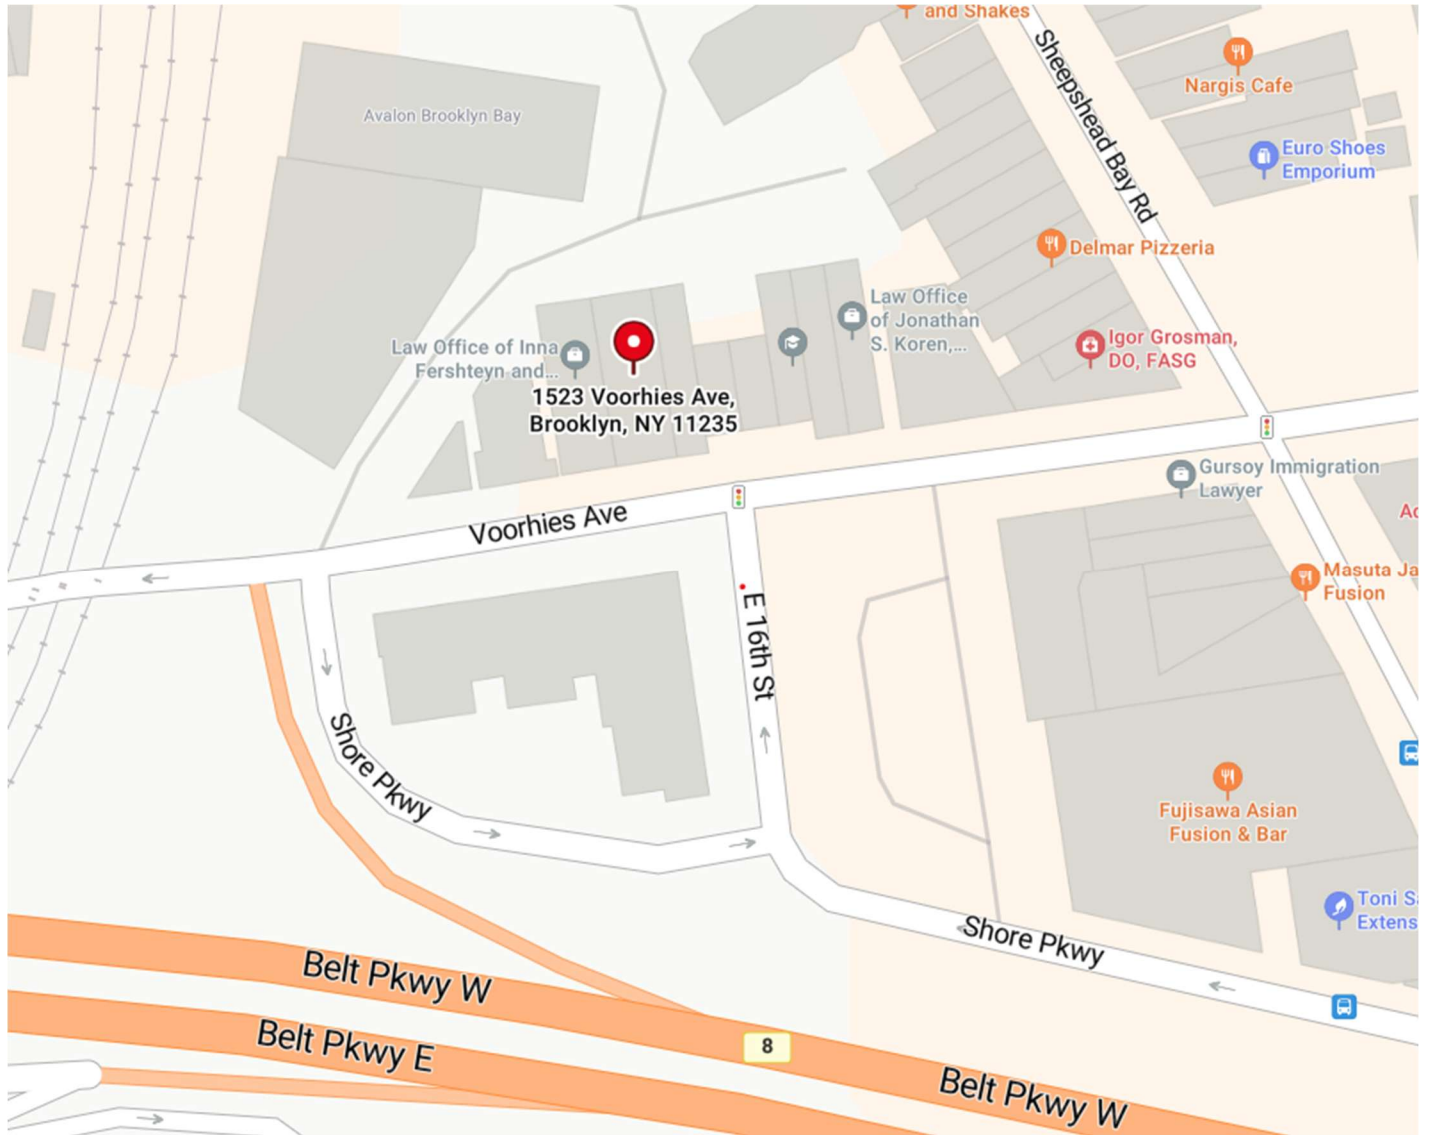 and Shakes
Nargis Cafe
Sheepshead Bay Rd
Avalon Brooklyn Bay
Euro Shoes
Emporium
Delmar Pizzeria
Law Office
of Jonathan
S. Koren,...
Law Office of Inna
Fershteyn and...
Igor Grosman,
DO, FASG
1523 Voorhies Ave,
Brooklyn, NY 11235
Gursoy Immigration
Lawyer
Voorhies Ave
Masuta Ja
Fusion
E 16th St
Shore Pkwy
Fujisawa Asian
Fusion & Bar
Toni S
Extens
Shore Pkwy
Belt Pkwy W
Belt Pkwy E
8
Belt Pkwy W